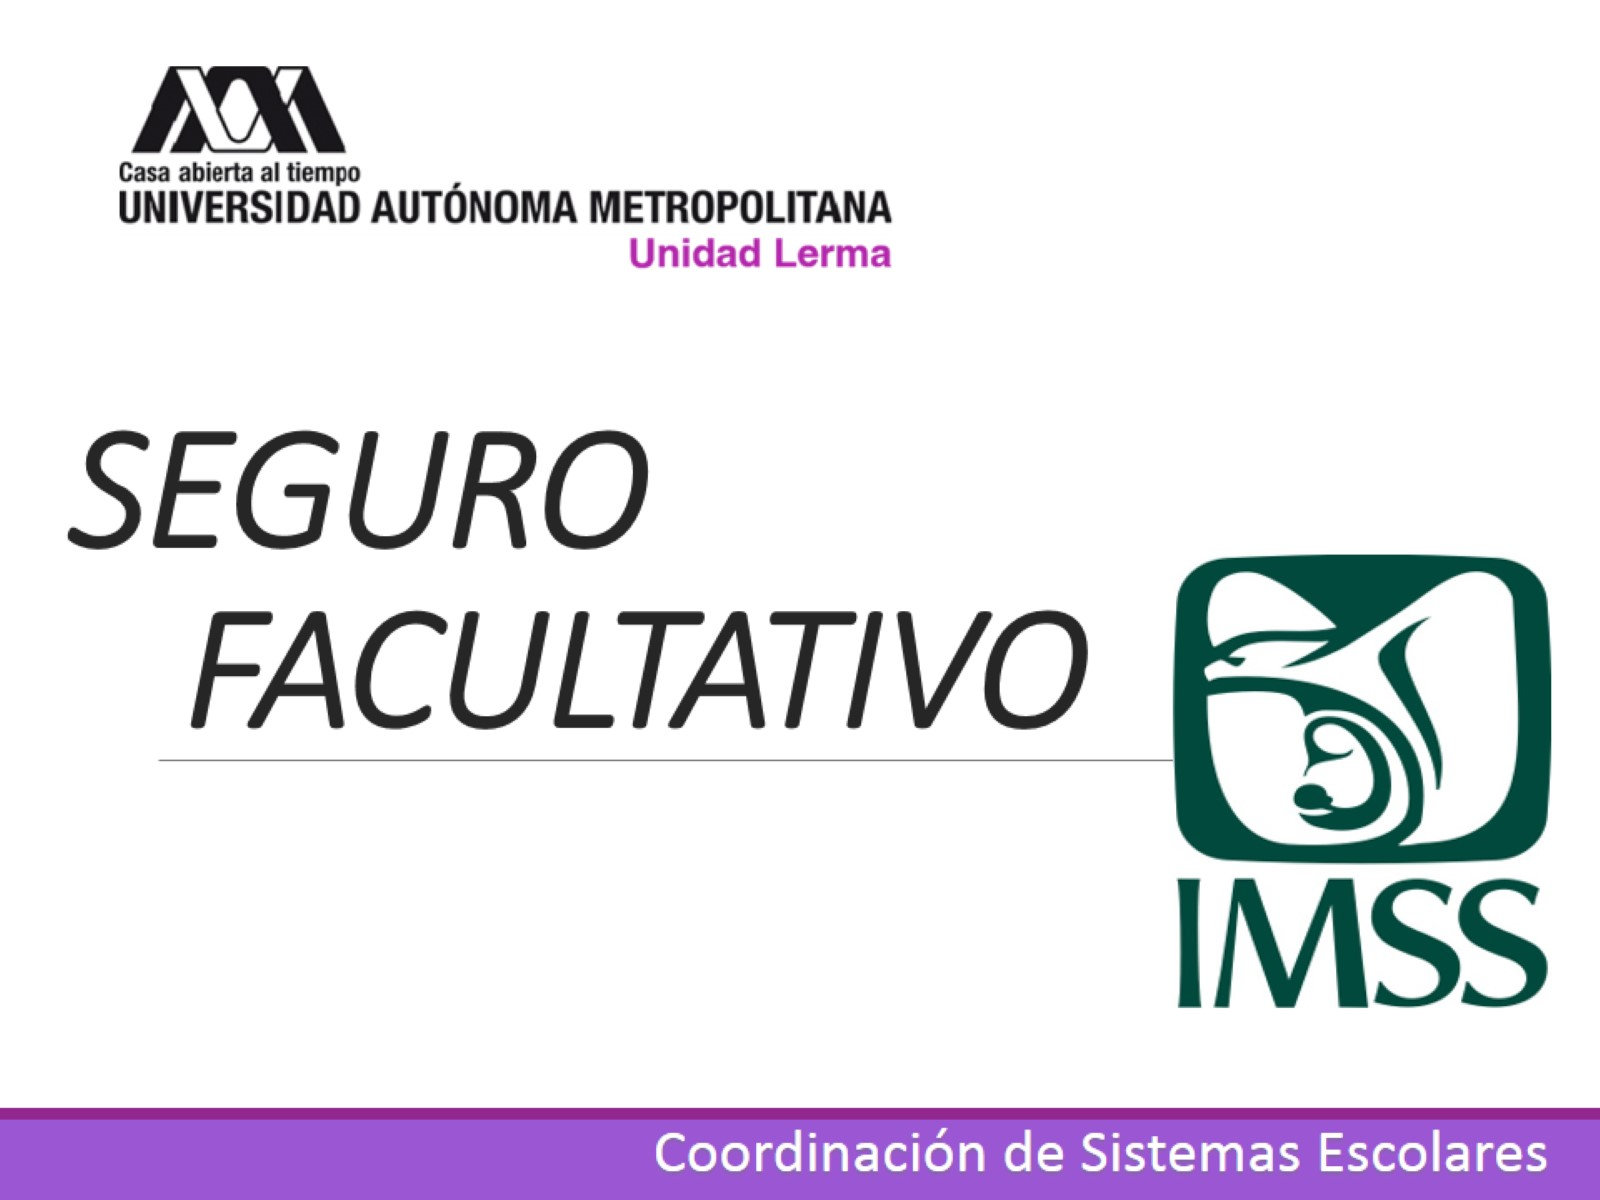 Casa abierta al tiempo
UNIVERSIDAD AUTÓNOMA METROPOLITANA
Unidad Lerma
SEGURO
FACULTATIVO
IMSS
Coordinación de Sistemas Escolares